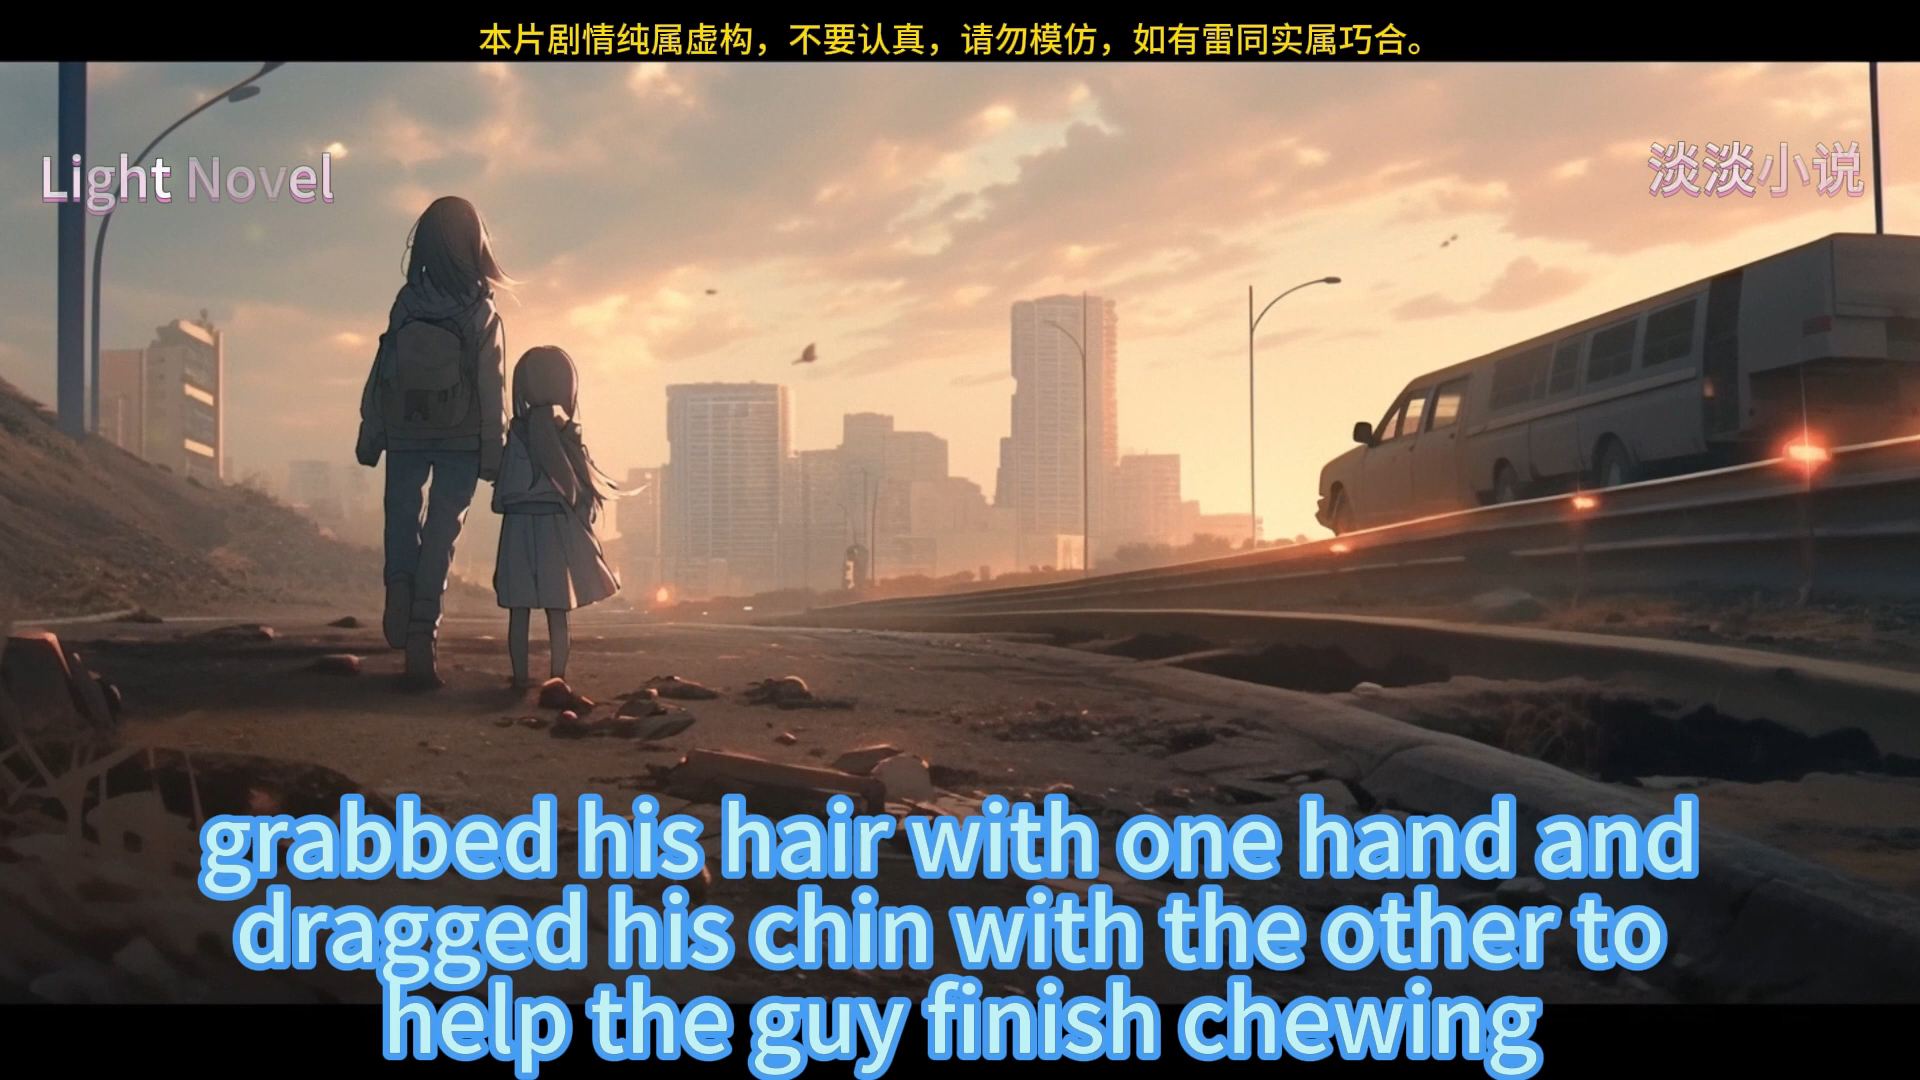 本片剧情纯属虚构，不要认真，请勿模仿，如有雷同实属巧合。
Light Novel
淡淡小说
grabbed his hair with one hand and
dragged his chin with the other to
help the guy finish chewing